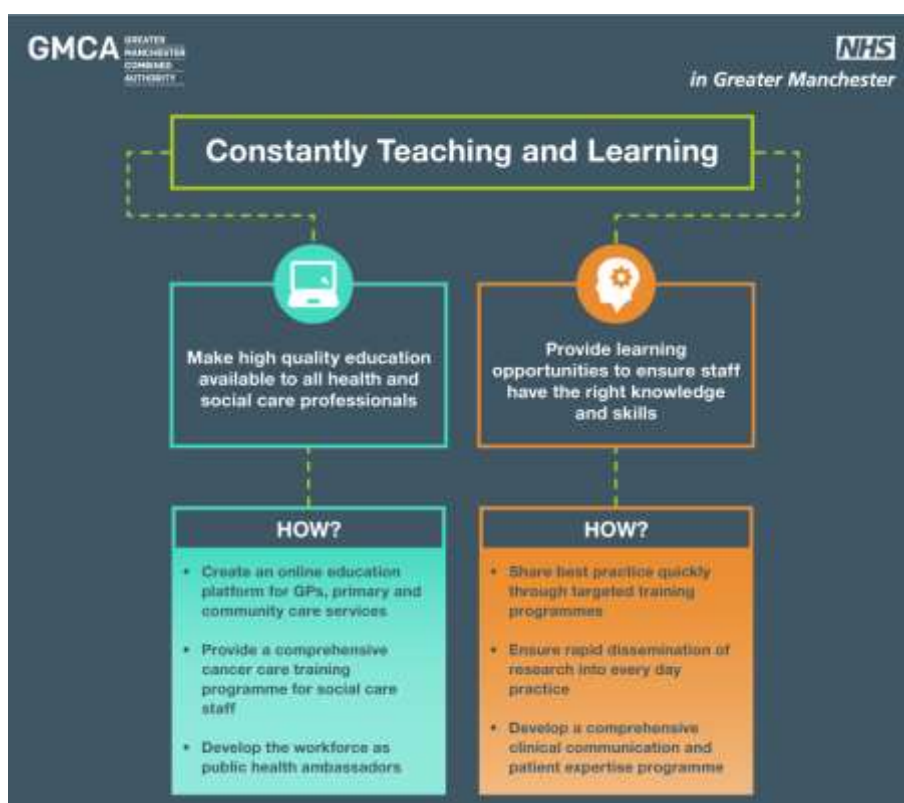 GMCA
GREATER
MANCHESTER
COMBINED
AUTHORITY
NHS
in Greater Manchester
Constantly Teaching and Learning
Make high quality education
available to all health and
social care professionals
HOW?
• Create an online education
platform for GPs, primary and
community care services
• Provide a comprehensive
cancer care training
programme for social care
staff
• Develop the workforce as
public health ambassadors
Provide learning
opportunities to ensure staff
have the right knowledge
and skills
HOW?
• Share best practice quickly
through targeted training
programmes
• Ensure rapid dissemination of
research into every day
practice
• Develop a comprehensive
clinical communication and
patient expertise programme